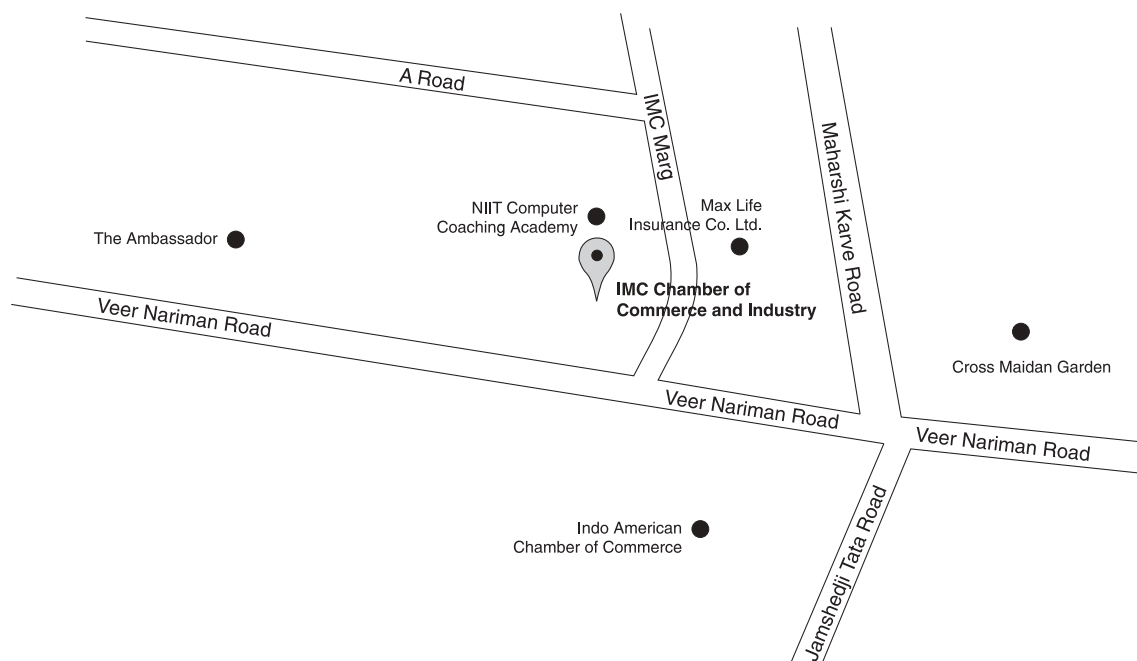 A Road
IMC Marg
Maharshi Karve Road
NIIT Computer
Coaching Academy
Max Life
Insurance Co. Ltd.
The Ambassador
IMC Chamber of
Commerce and Industry
Veer Nariman Road
Cross Maidan Garden
Veer Nariman Road
Veer Nariman Road
Indo American
Chamber of Commerce
Jamshedji Tata Road